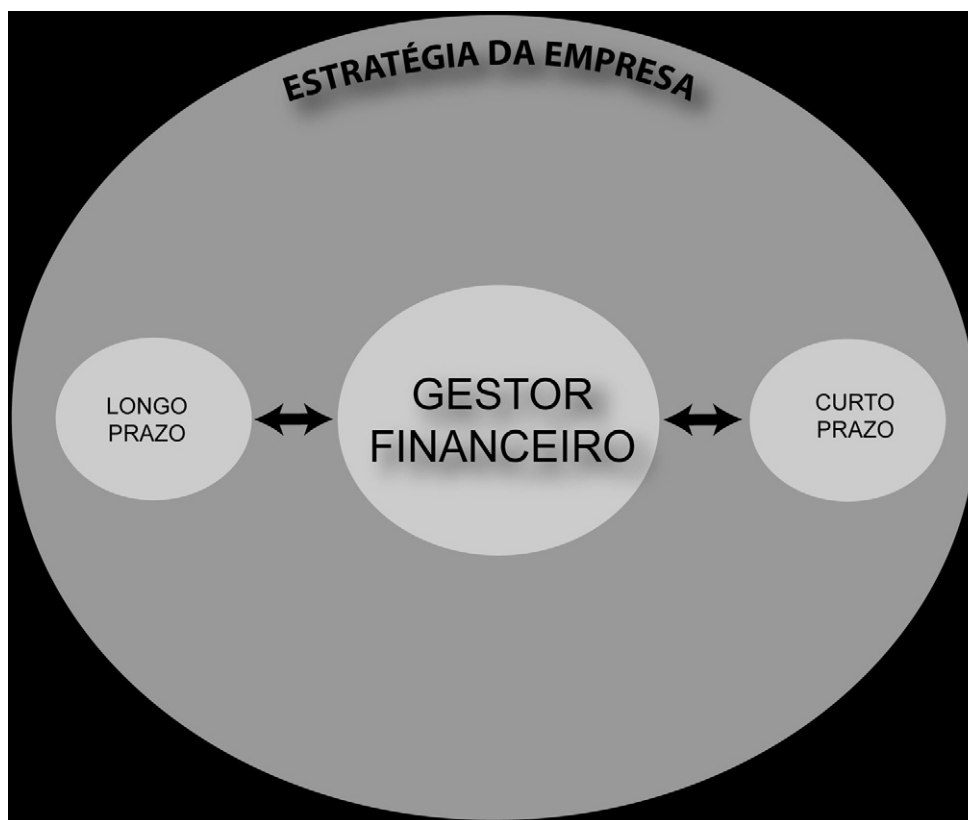 ESTRATÉGIA DA EMPRESA
LONGO
PRAZO
GESTOR
FINANCEIRO
CURTO
PRAZO